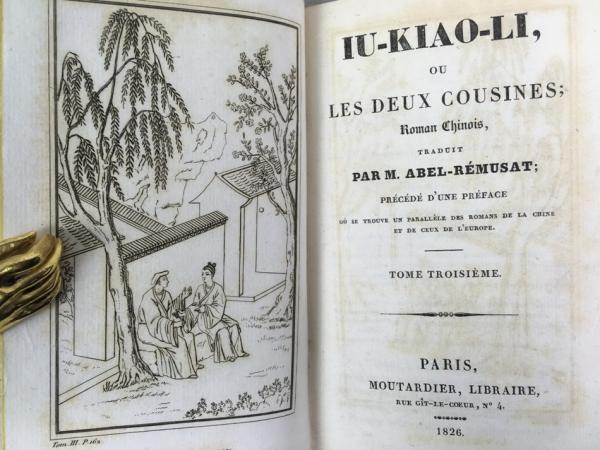 Tom. III. P. 162
IU-KIAO-LI,
OU
LES DEUX COUSINES;
Roman Chinois,
TRADUIT
PAR M. ABEL-RÉMUSAT;
PRÉCÉDÉ D'UNE PRÉFACE
OÙ SE TROUVE UN PARALLÈLE DES ROMANS DE LA CHINE
ET DE CEUX DE L'EUROPE.
TOME TROISIÈME.
PARIS,
MOUTARDIER, LIBRAIRE,
RUE GÎT-LE-CŒUR, Nº 4.
1826.